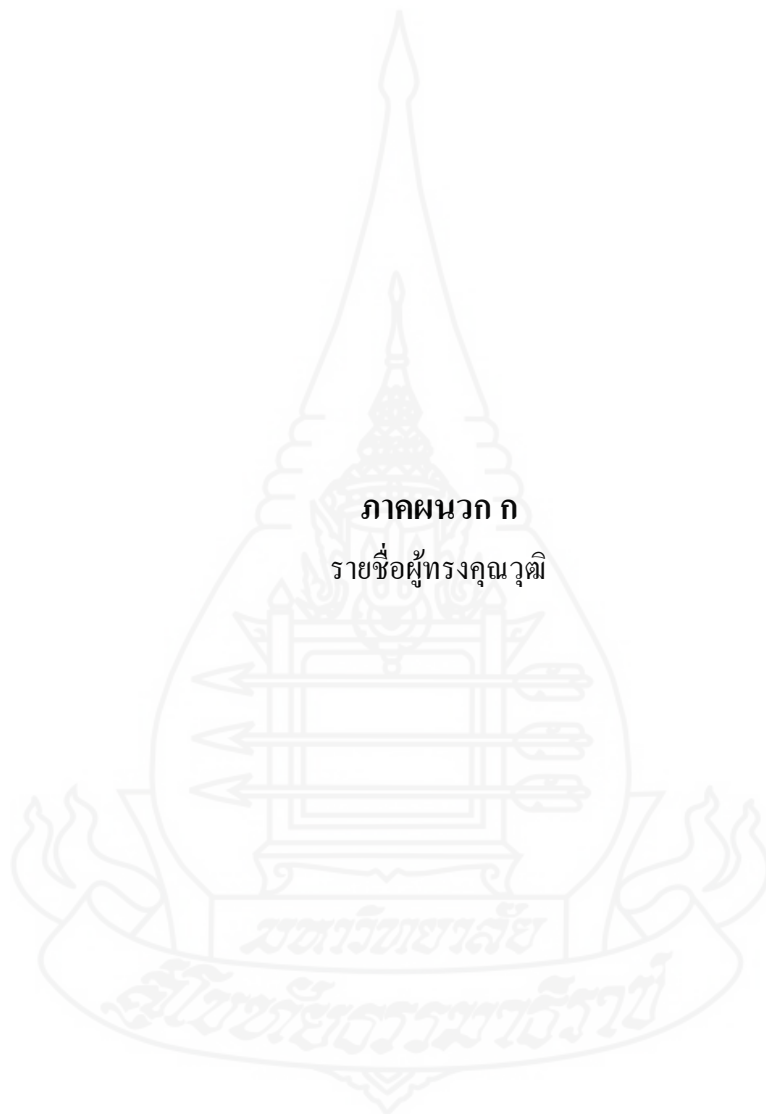 ภาคผนวก ก
รายชื่อผู้ทรงคุณวุฒิ
มหาวิทยาลัย
สุโขทัยธรรมาธิราช